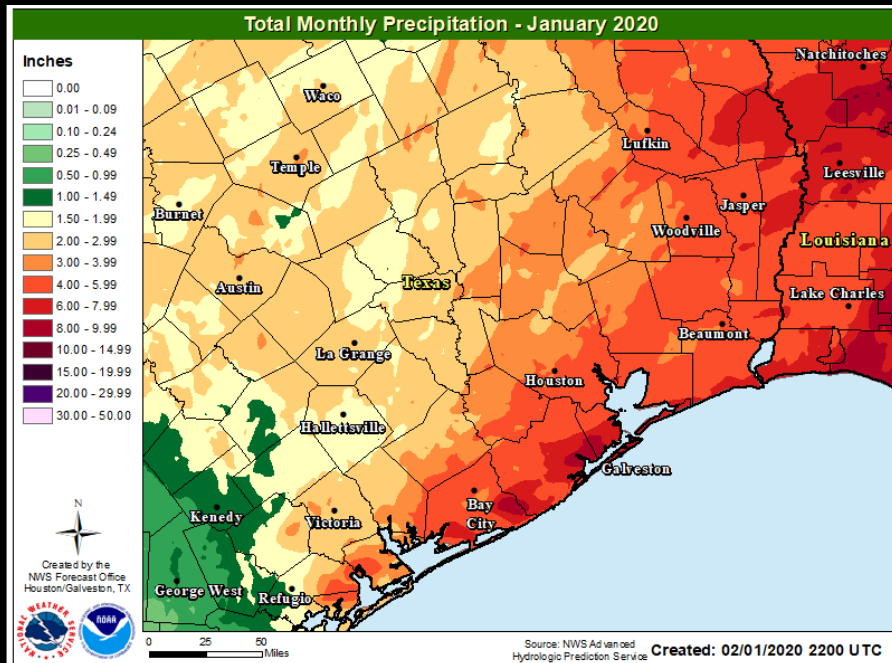 Total Monthly Precipitation - January 2020
Inches
0.00
0.01 - 0.09
0.10 - 0.24
0.25 - 0.49
0.50 - 0.99
1.00 - 1.49
1.50 - 1.99
2.00 - 2.99
3.00 - 3.99
4.00 - 5.99
6.00 - 7.99
8.00 - 9.99
10.00 - 14.99
15.00 - 19.99
20.00 - 29.99
30.00 - 50.00
Natchitoches
Waco
Lufkin
Temple
Leesville
Burnet
Jasper
Woodville
Louisiana
Austin
Texas
Lake Charles
Beaumont
La Grange
Houston
Hallettsville
Galveston
Bay
City
Kenedy
Victoria
George West
Refugio
N
Created by the
NWS Forecast Office
Houston/Galveston, TX
NATIONAL WEATHER SERVICE
NOAA
0 25 50
Miles
Source: NWS Advanced
Hydrologic Prediction Service
Created: 02/01/2020 2200 UTC